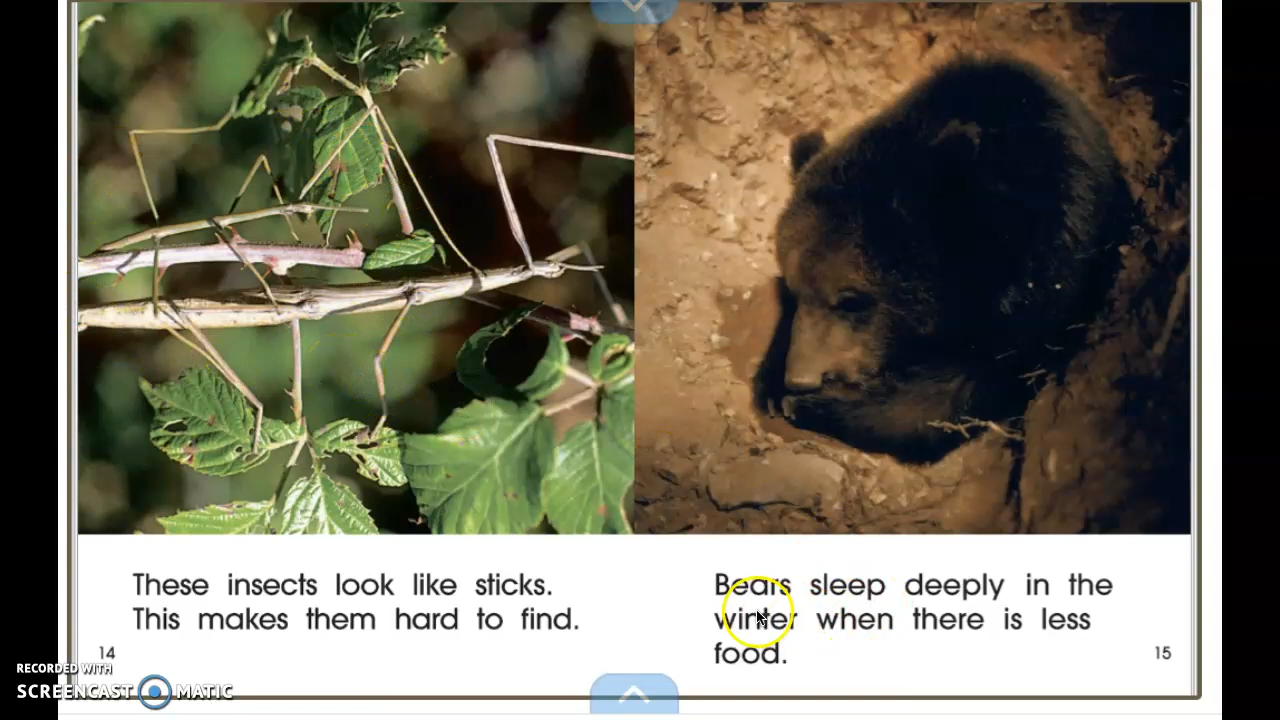 These insects look like sticks.
This makes them hard to find.
14
Bears sleep deeply in the
winter when there is less
food.
15
RECORDED WITH
SCREENCAST MATIC